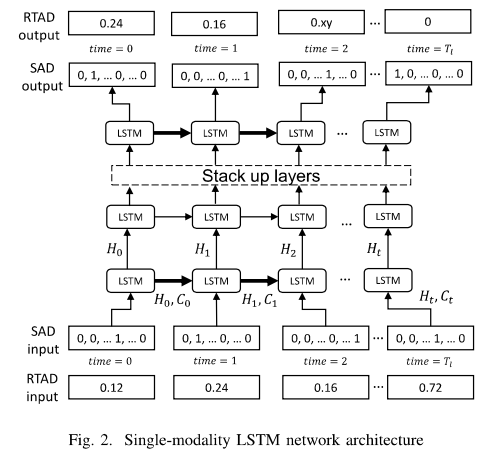 RTAD output 0.24 0.16 0.xy ... 0
time = 0 time = 1 time = 2 time = T_l
SAD output 0, 1, ... 0, ... 0 0, 0, ... 0, ... 1 0, 0, ... 1, ... 0 ... 1, 0, ... 0, ... 0
LSTM LSTM LSTM ... LSTM
Stack up layers
LSTM LSTM LSTM ... LSTM
H_0 H_1 H_2 H_t
LSTM LSTM LSTM ... LSTM
H_0, C_0 H_1, C_1 H_t, C_t
SAD input 0, 0, ... 1, ... 0 0, 1, ... 0, ... 0 0, 0, ... 0, ... 1 ... 0, 0, ... 1, ... 0
time = 0 time = 1 time = 2 time = T_l
RTAD input 0.12 0.24 0.16 ... 0.72
Fig. 2. Single-modality LSTM network architecture